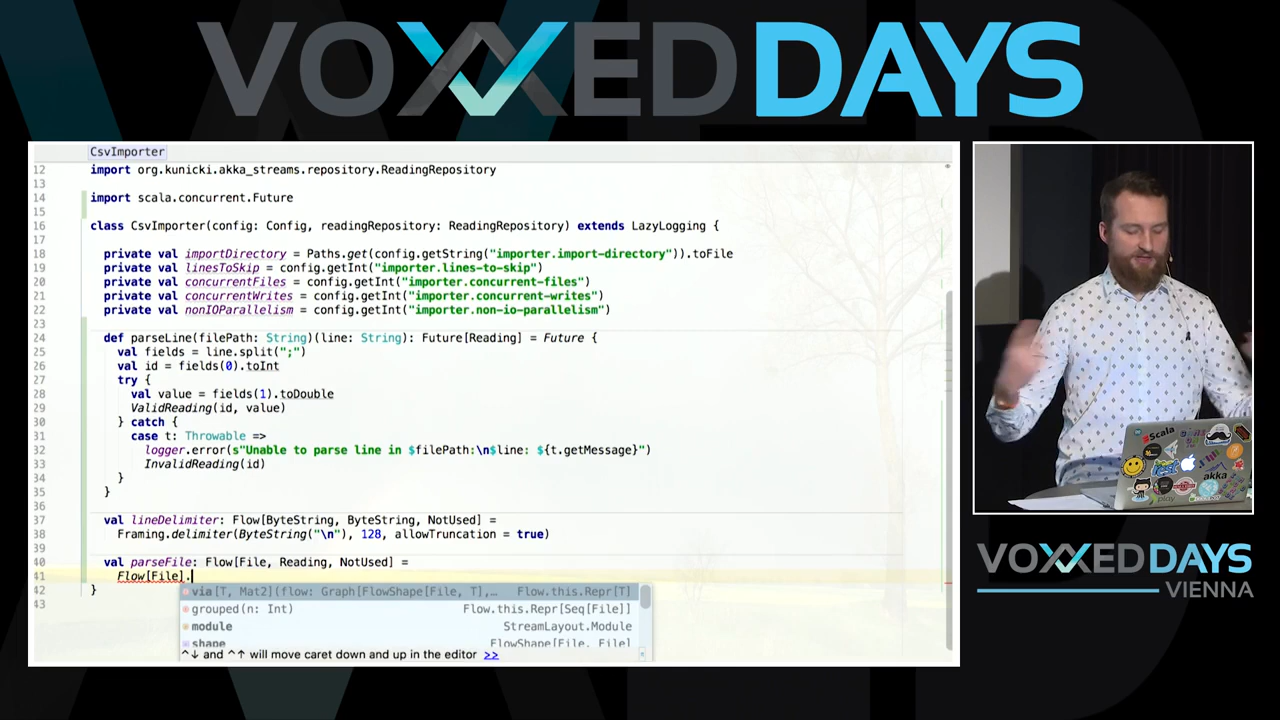 VOXXED DAYS
CsvImporter
12 import org.kunicki.akka_streams.repository.ReadingRepository
13
14 import scala.concurrent.Future
15
16 class CsvImporter(config: Config, readingRepository: ReadingRepository) extends LazyLogging {
17
18 private val importDirectory = Paths.get(config.getString("importer.import-directory")).toFile
19 private val linesToSkip = config.getInt("importer.lines-to-skip")
20 private val concurrentFiles = config.getInt("importer.concurrent-files")
21 private val concurrentWrites = config.getInt("importer.concurrent-writes")
22 private val nonIOParallelism = config.getInt("importer.non-io-parallelism")
23
24 def parseLine(filePath: String)(line: String): Future[Reading] = Future {
25 val fields = line.split(";")
26 val id = fields(0).toInt
27 try {
28 val value = fields(1).toDouble
29 ValidReading(id, value)
30 } catch {
31 case t: Throwable =>
32 logger.error(s"Unable to parse line in $filePath:\n$line: ${t.getMessage}")
33 InvalidReading(id)
34 }
35 }
36
37 val lineDelimiter: Flow[ByteString, ByteString, NotUsed] =
38 Framing.delimiter(ByteString("\n"), 128, allowTruncation = true)
39
40 val parseFile: Flow[File, Reading, NotUsed] =
41 Flow[File].
42 }
43
via[T, Mat2](flow: Graph[FlowShape[File, T],… Flow.this.Repr[T]
grouped(n: Int) Flow.this.Repr[Seq[File]]
module StreamLayout.Module
shape FlowShape[File, File]
^↓ and ^↑ will move caret down and up in the editor >>
Scala
akka
play
VOXXED DAYS
VIENNA